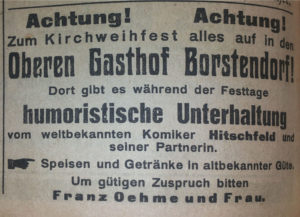 Achtung! Achtung!
Zum Kirchweihfest alles auf in den
Oberen Gasthof Borstendorf!
Dort gibt es während der Festtage
humoristische Unterhaltung
vom weltbekannten Komiker Hitschfeld und
seiner Partnerin.
☛ Speisen und Getränke in altbekannter Güte.
Um gütigen Zuspruch bitten
Franz Oehme und Frau.